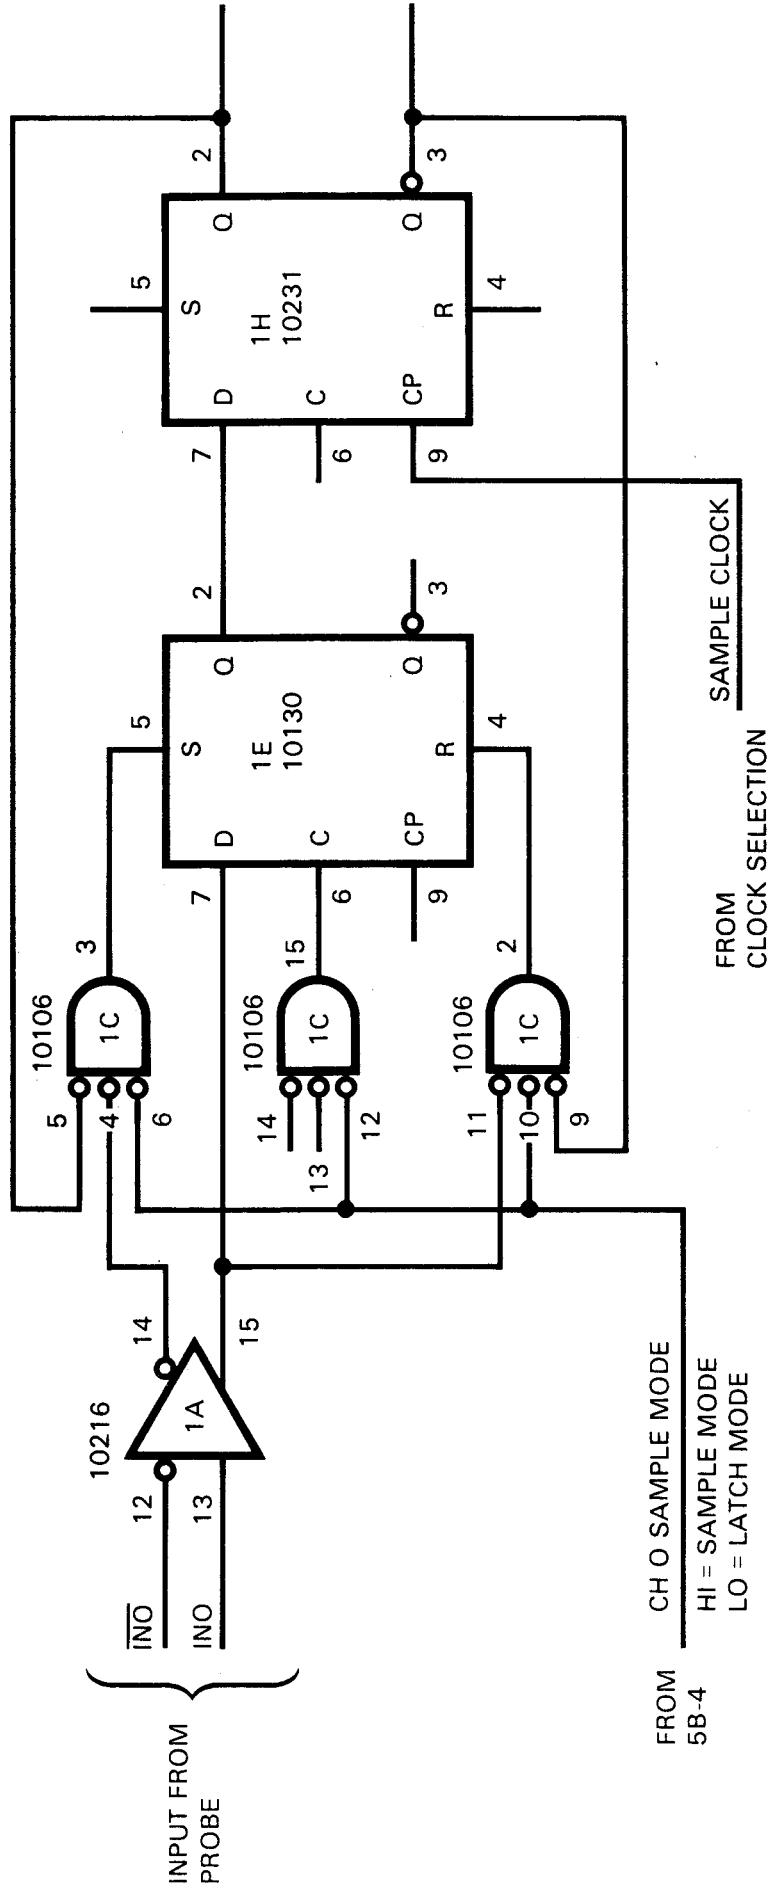 INPUT FROM
PROBE
INO
INO
12
13
10216
1A
14
15
FROM
5B-4
CH O SAMPLE MODE
HI = SAMPLE MODE
LO = LATCH MODE
5
4
6
10106
1C
3
14
13
12
10106
1C
15
11
10
9
10106
1C
2
7
6
9
D
C
CP
5
S
1E
10130
R
4
Q
Q
2
3
7
6
9
D
C
CP
5
S
1H
10231
R
4
Q
Q
2
3
SAMPLE CLOCK
FROM
CLOCK SELECTION